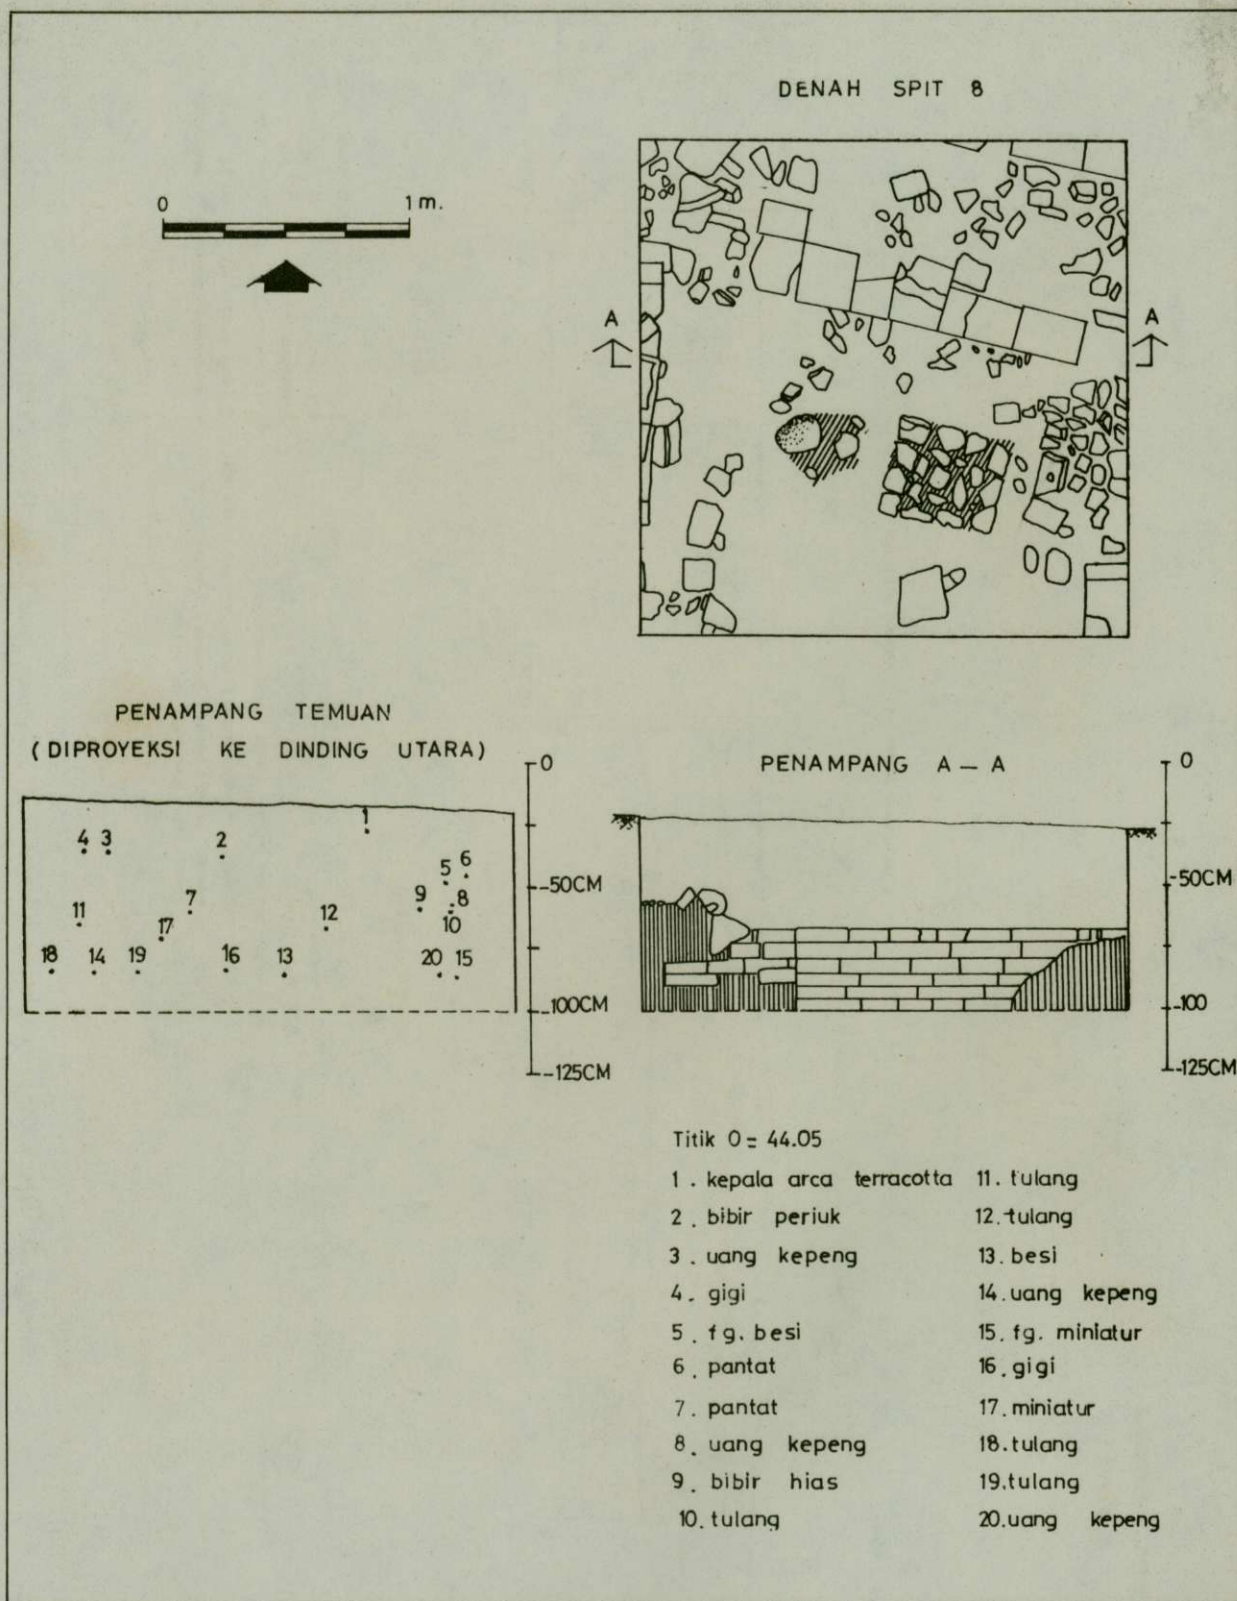 DENAH SPIT 8
0 1 m.
A A
PENAMPANG TEMUAN
( DIPROYEKSI KE DINDING UTARA )
0
-50CM
-100CM
-125CM
1
4 3 2
5 6
7 9 8
11 17 12 10
18 14 19 16 13 20 15
PENAMPANG A - A
0
-50CM
-100
-125CM
Titik 0 = 44.05
1 . kepala arca terracotta
2 . bibir periuk
3 . uang kepeng
4 . gigi
5 . fg. besi
6 . pantat
7 . pantat
8 . uang kepeng
9 . bibir hias
10. tulang
11. tulang
12. tulang
13. besi
14. uang kepeng
15. fg. miniatur
16. gigi
17. miniatur
18. tulang
19. tulang
20. uang kepeng